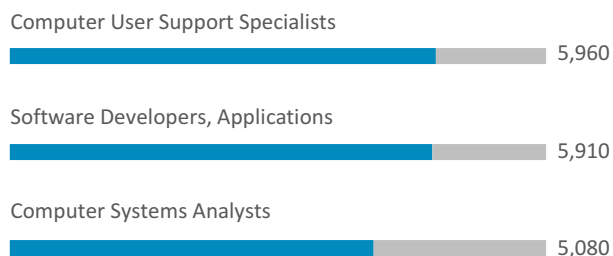 Computer User Support Specialists
5,960
Software Developers, Applications
5,910
Computer Systems Analysts
5,080